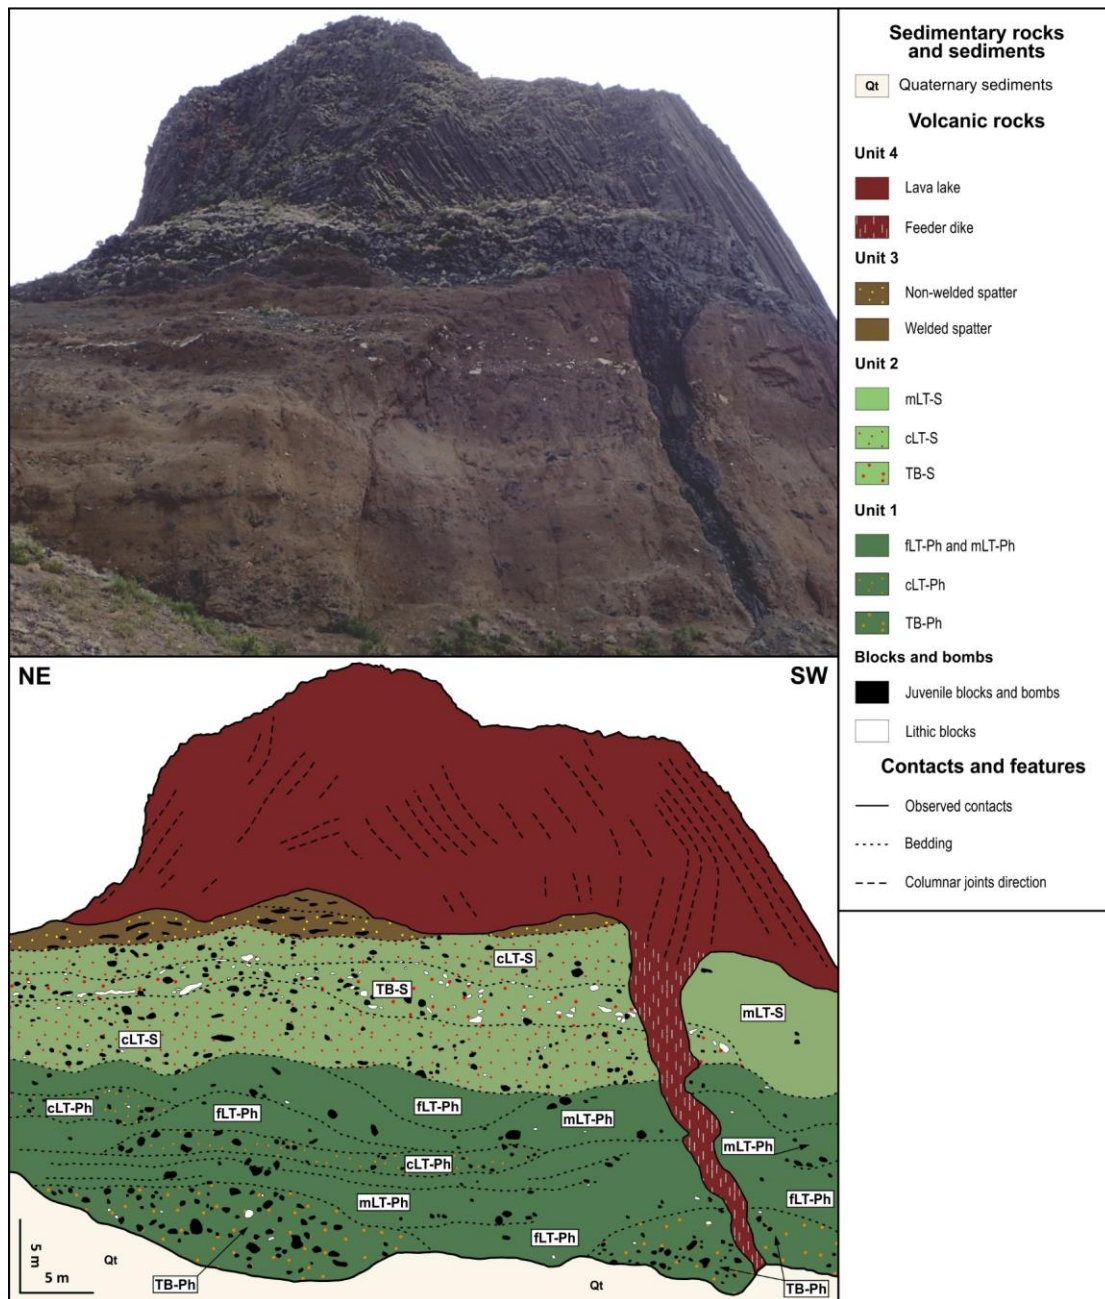 Sedimentary rocks
and sediments
Qt Quaternary sediments
Volcanic rocks
Unit 4
Lava lake
Feeder dike
Unit 3
Non-welded spatter
Welded spatter
Unit 2
mLT-S
cLT-S
TB-S
Unit 1
fLT-Ph and mLT-Ph
cLT-Ph
TB-Ph
Blocks and bombs
Juvenile blocks and bombs
Lithic blocks
Contacts and features
Observed contacts
Bedding
Columnar joints direction
NE
SW
cLT-S
TB-S
mLT-S
cLT-S
cLT-Ph
fLT-Ph
fLT-Ph
mLT-Ph
mLT-Ph
cLT-Ph
mLT-Ph
fLT-Ph
fLT-Ph
5 m
5 m
Qt
TB-Ph
Qt
TB-Ph